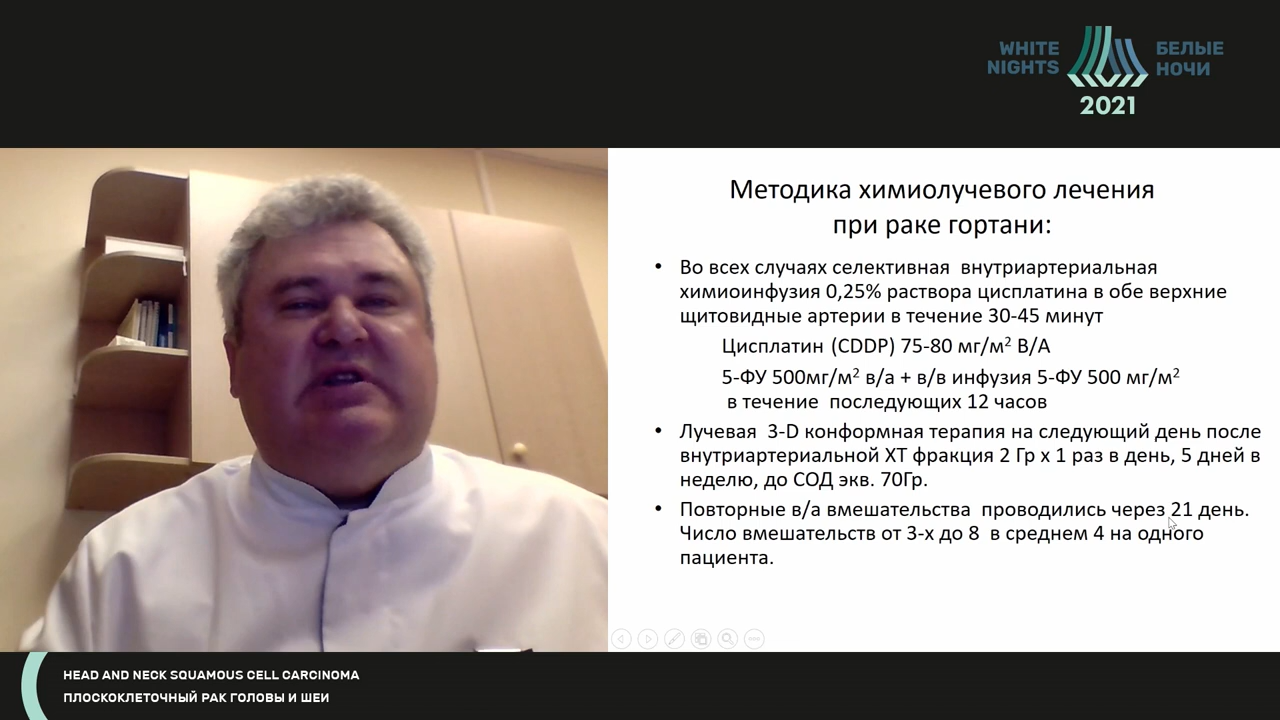 WHITE
NIGHTS
БЕЛЫЕ
НОЧИ
2021
Методика химиолучевого лечения
при раке гортани:
• Во всех случаях селективная внутриартериальная
химиоинфузия 0,25% раствора цисплатина в обе верхние
щитовидные артерии в течение 30-45 минут
Цисплатин (CDDP) 75-80 мг/м² В/А
5-ФУ 500мг/м² в/а + в/в инфузия 5-ФУ 500 мг/м²
в течение последующих 12 часов
• Лучевая 3-D конформная терапия на следующий день после
внутриартериальной ХТ фракция 2 Гр х 1 раз в день, 5 дней в
неделю, до СОД экв. 70Гр.
• Повторные в/а вмешательства проводились через 21 день.
Число вмешательств от 3-х до 8 в среднем 4 на одного
пациента.
HEAD AND NECK SQUAMOUS CELL CARCINOMA
ПЛОСКОКЛЕТОЧНЫЙ РАК ГОЛОВЫ И ШЕИ